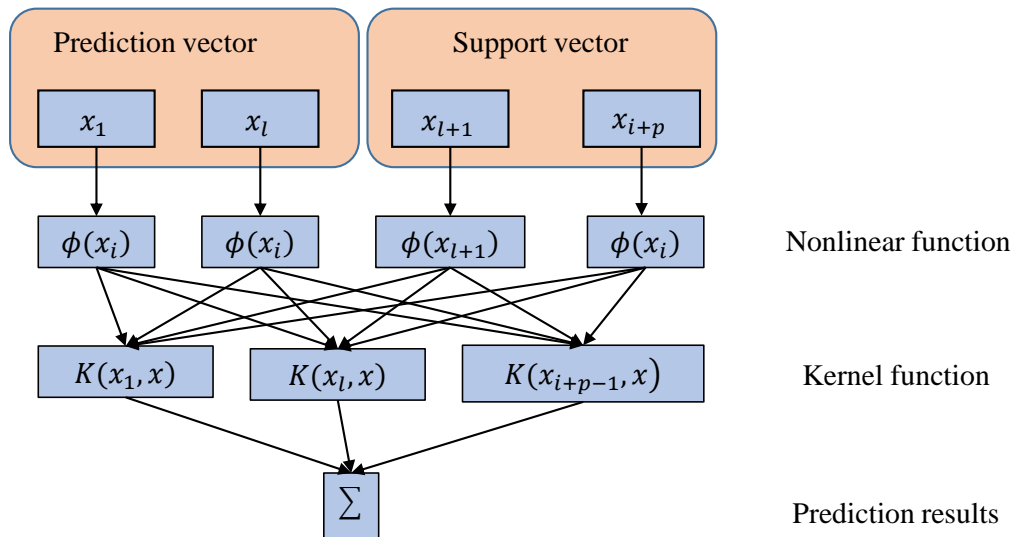 Prediction vector Support vector
x₁ xₗ xₗ₊₁ xᵢ₊ₚ
ϕ(xᵢ) ϕ(xᵢ) ϕ(xₗ₊₁) ϕ(xᵢ) Nonlinear function
K(x₁, x) K(xₗ, x) K(xᵢ₊ₚ₋₁, x) Kernel function
∑
Prediction results